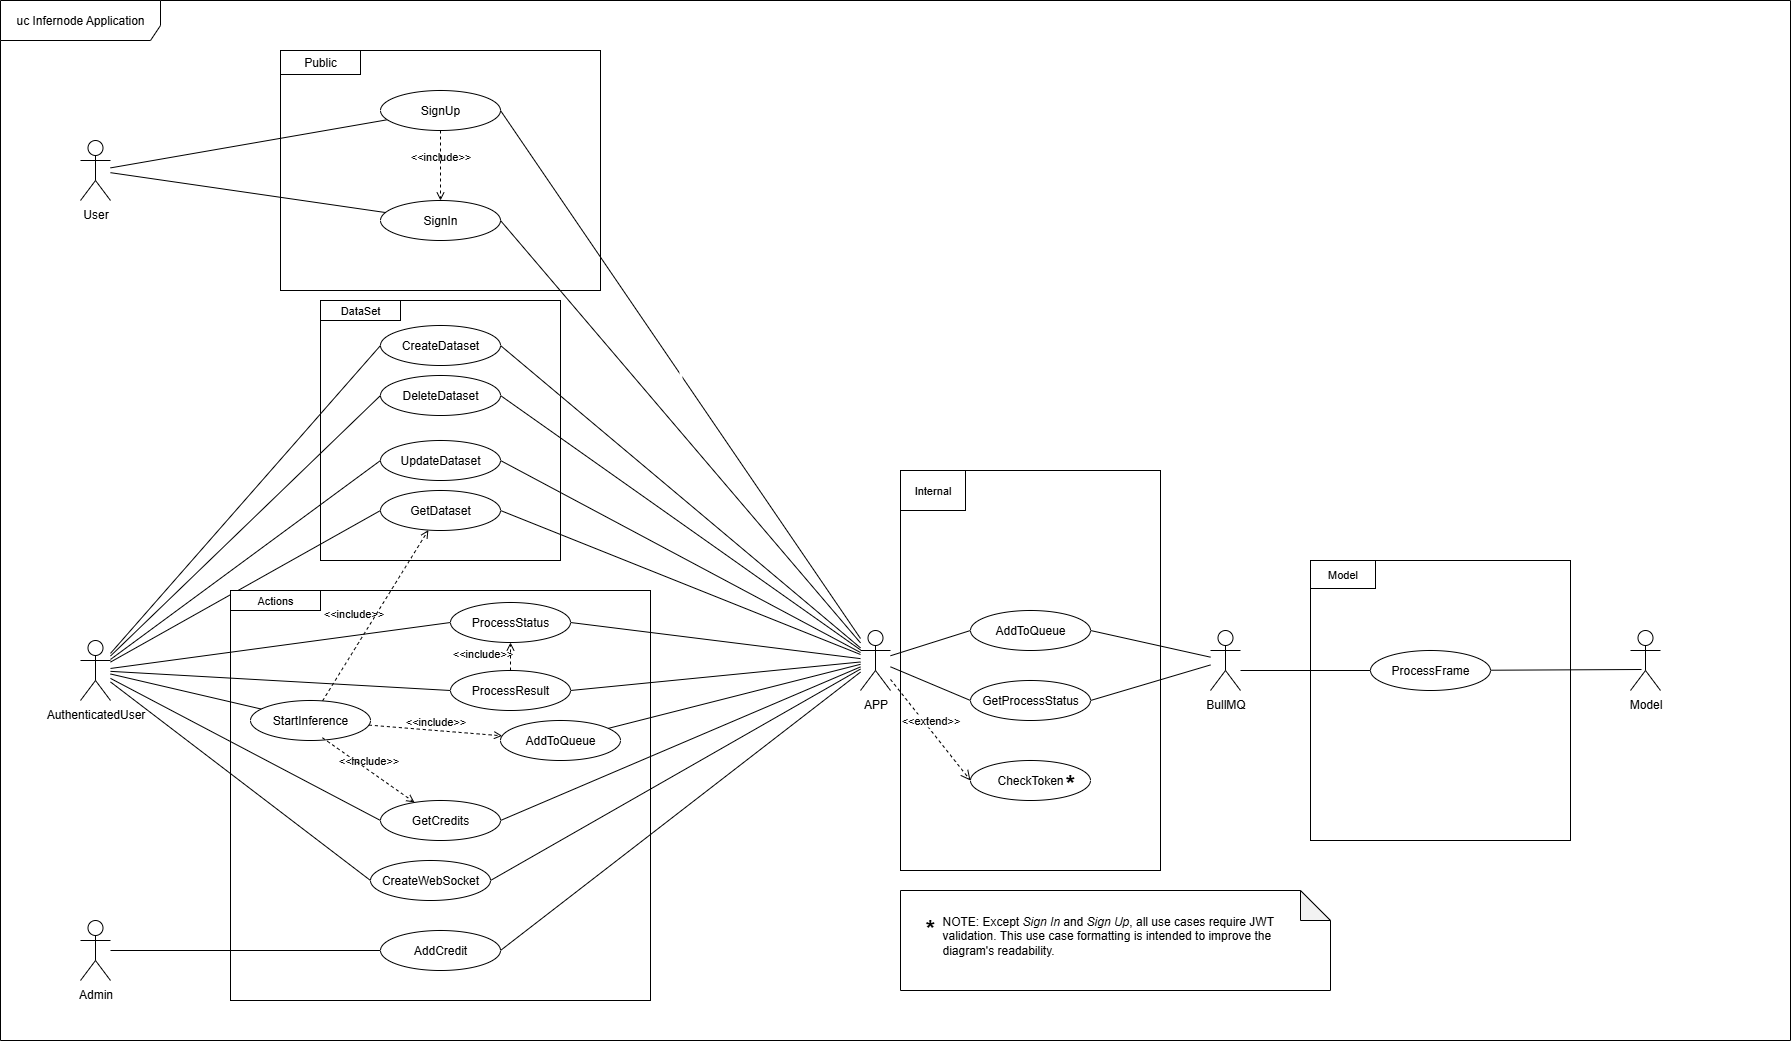 uc Infernode Application
Public
SignUp
<<include>>
SignIn
User
DataSet
CreateDataset
DeleteDataset
UpdateDataset
GetDataset
Actions
<<include>>
ProcessStatus
<<include>>
ProcessResult
AuthenticatedUser
StartInference
<<include>>
AddToQueue
<<include>>
GetCredits
CreateWebSocket
AddCredit
Admin
APP
Internal
AddToQueue
GetProcessStatus
<<extend>>
CheckToken *
BullMQ
Model
ProcessFrame
Model
* NOTE: Except Sign In and Sign Up, all use cases require JWT
validation. This use case formatting is intended to improve the
diagram's readability.